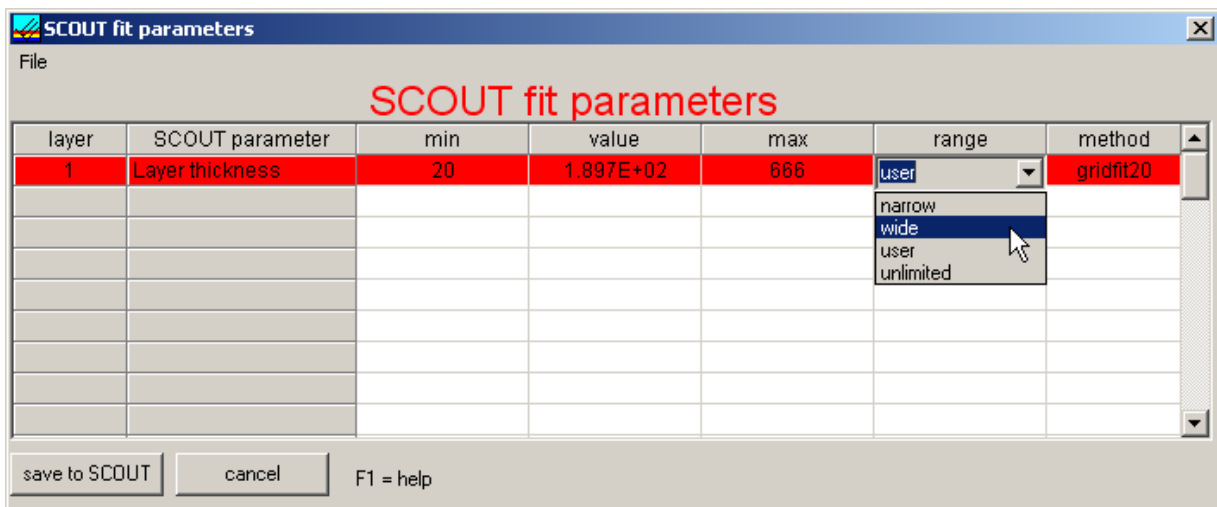 SCOUT fit parameters
File
SCOUT fit parameters
layer SCOUT parameter min value max range method
1 Layer thickness 20 1.897E+02 666 user gridfit20
narrow
wide
user
unlimited
save to SCOUT cancel F1 = help